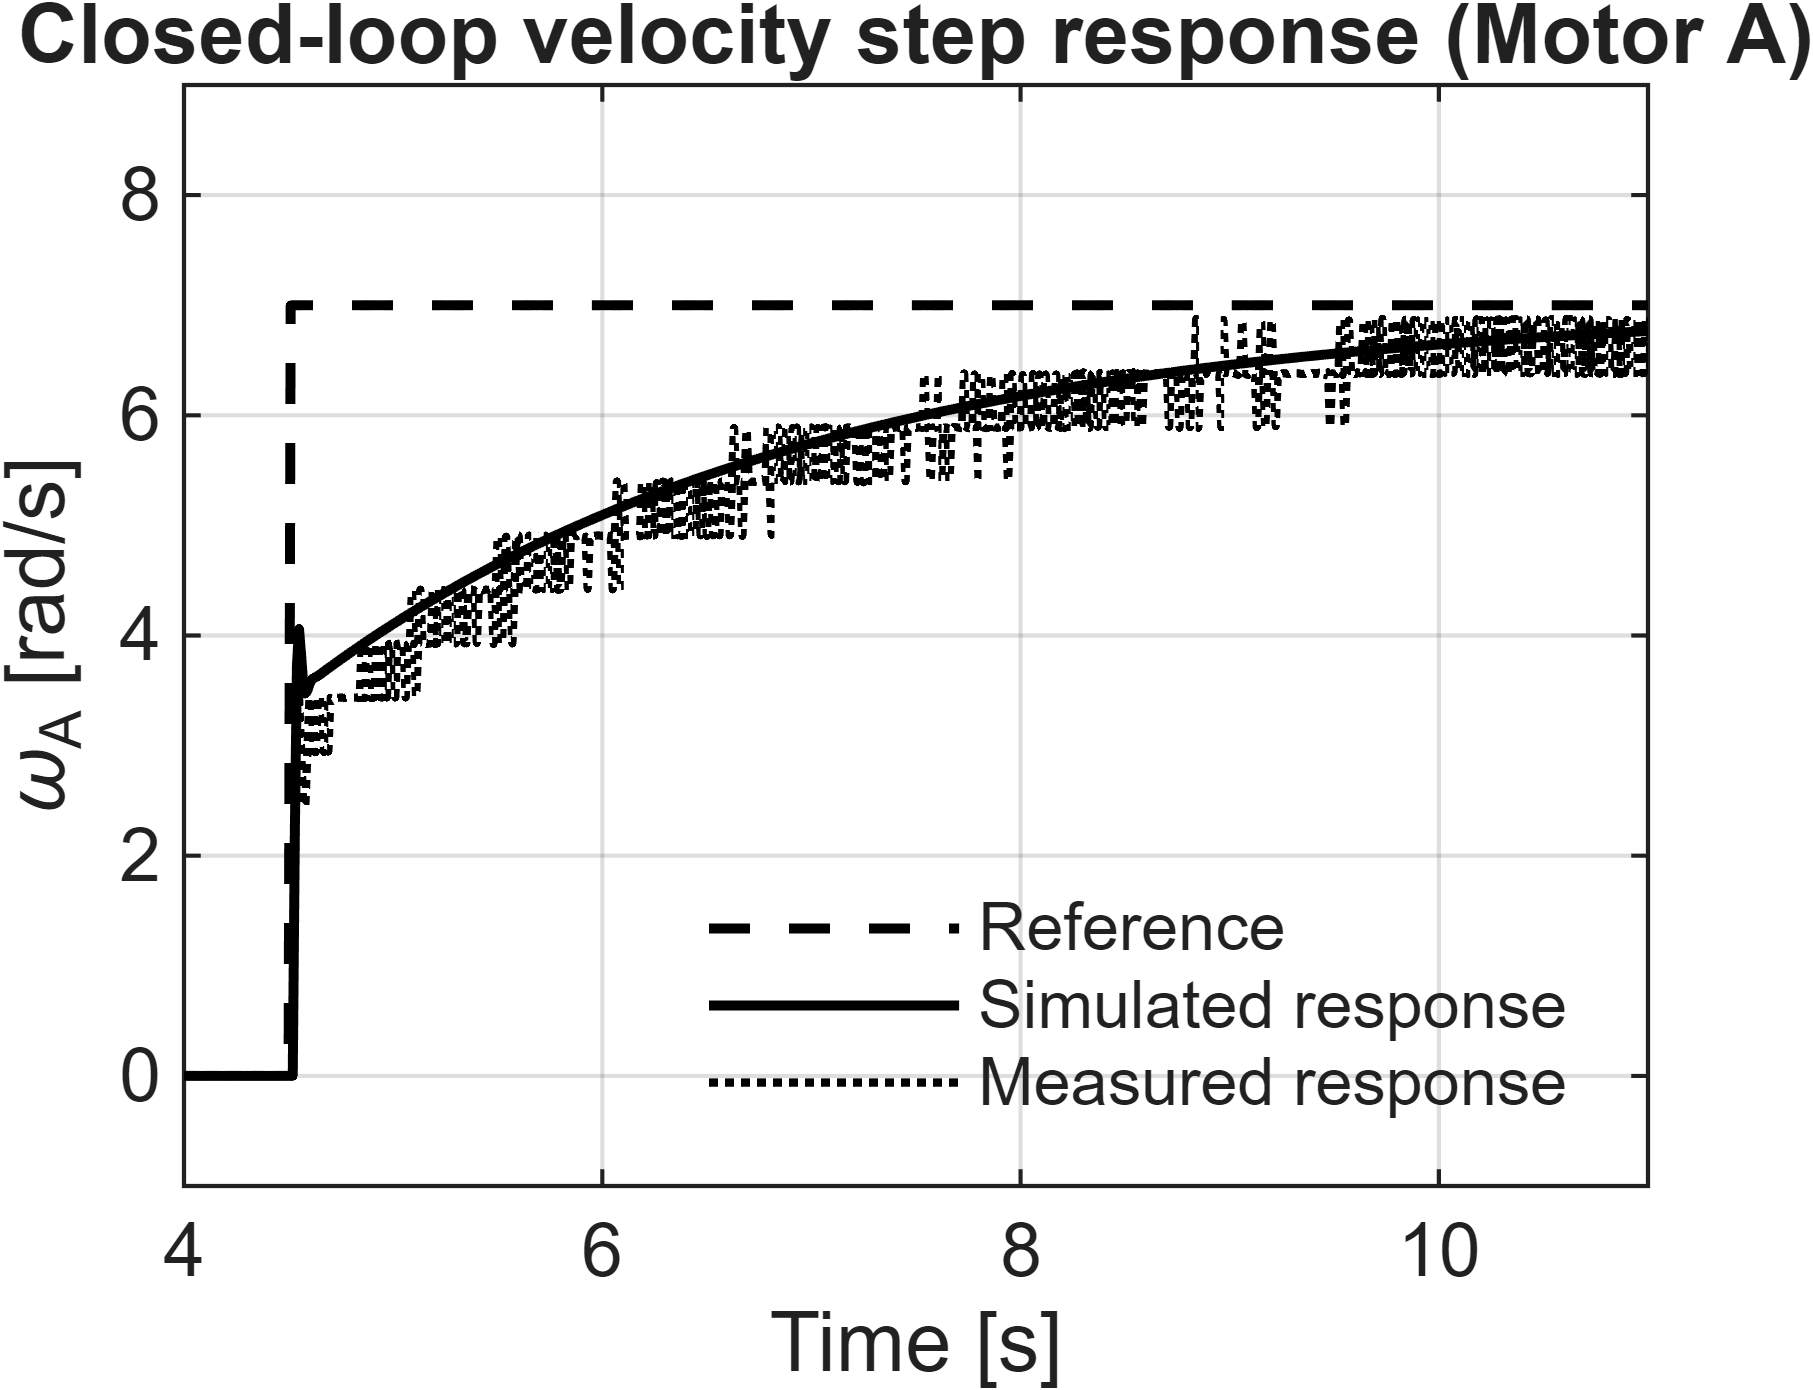 Closed-loop velocity step response (Motor A)
8
6
4
2
0
ωA [rad/s]
Reference
Simulated response
Measured response
4 6 8 10
Time [s]